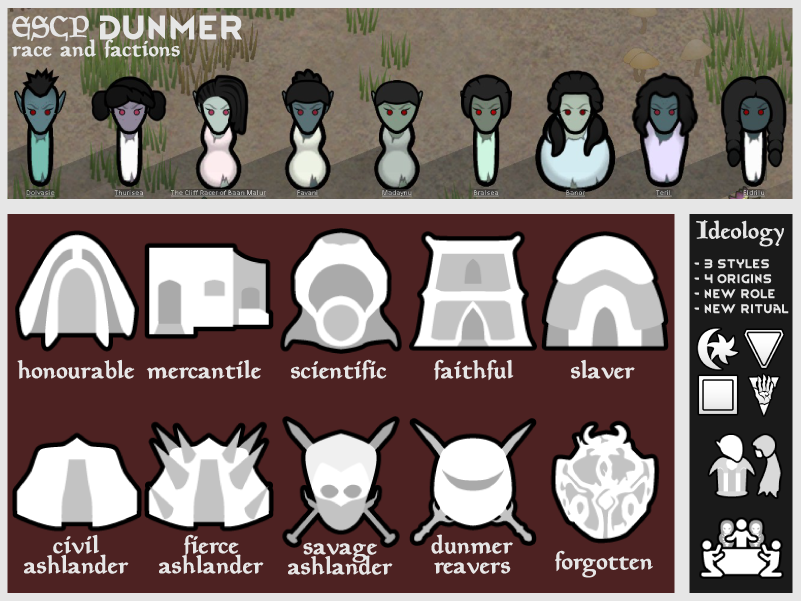 ESCP DUNMER
race and factions
Dolvasie
Thurisea
The Cliff Racer of Baan Malur
Favani
Madaynu
Bralsea
Banor
Teril
Eldrilu
honourable
mercantile
scientific
faithful
slaver
civil
ashlander
fierce
ashlander
savage
ashlander
dunmer
reavers
forgotten
Ideology
- 3 STYLES
- 4 ORIGINS
- NEW ROLE
- NEW RITUAL